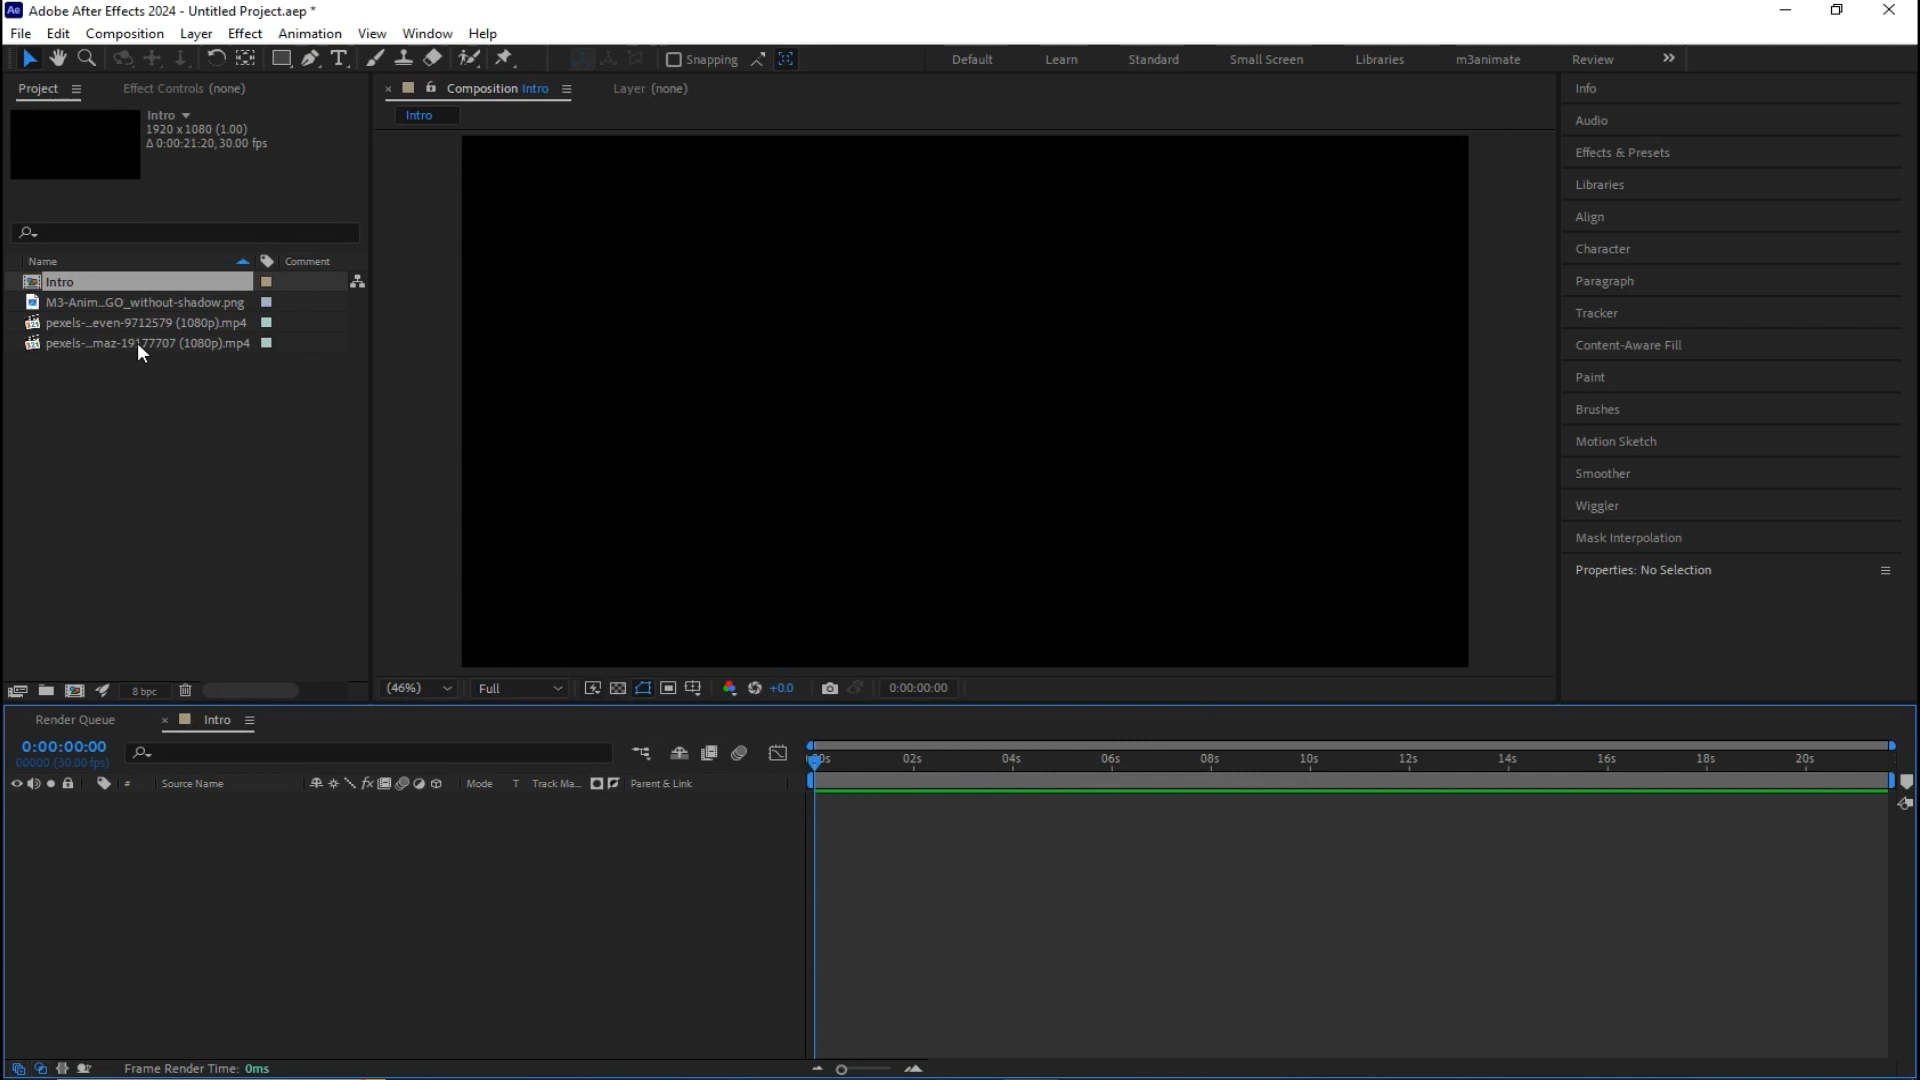 Ae Adobe After Effects 2024 - Untitled Project.aep *
File Edit Composition Layer Effect Animation View Window Help
Snapping
Default Learn Standard Small Screen Libraries m3animate Review
Project
Effect Controls (none)
Composition Intro
Layer (none)
Intro
1920 x 1080 (1.00)
Δ 0:00:21:20, 30.00 fps
Intro
Name Comment
Intro
M3-Anim...GO_without-shadow.png
pexels-...even-9712579 (1080p).mp4
pexels-...maz-19177707 (1080p).mp4
8 bpc
(46%) Full +0.0 0:00:00:00
Info
Audio
Effects & Presets
Libraries
Align
Character
Paragraph
Tracker
Content-Aware Fill
Paint
Brushes
Motion Sketch
Smoother
Wiggler
Mask Interpolation
Properties: No Selection
Render Queue
Intro
0:00:00:00
00000 (30.00 fps)
# Source Name fx Mode T Track Ma... Parent & Link
02s 04s 06s 08s 10s 12s 14s 16s 18s 20s
Frame Render Time: 0ms